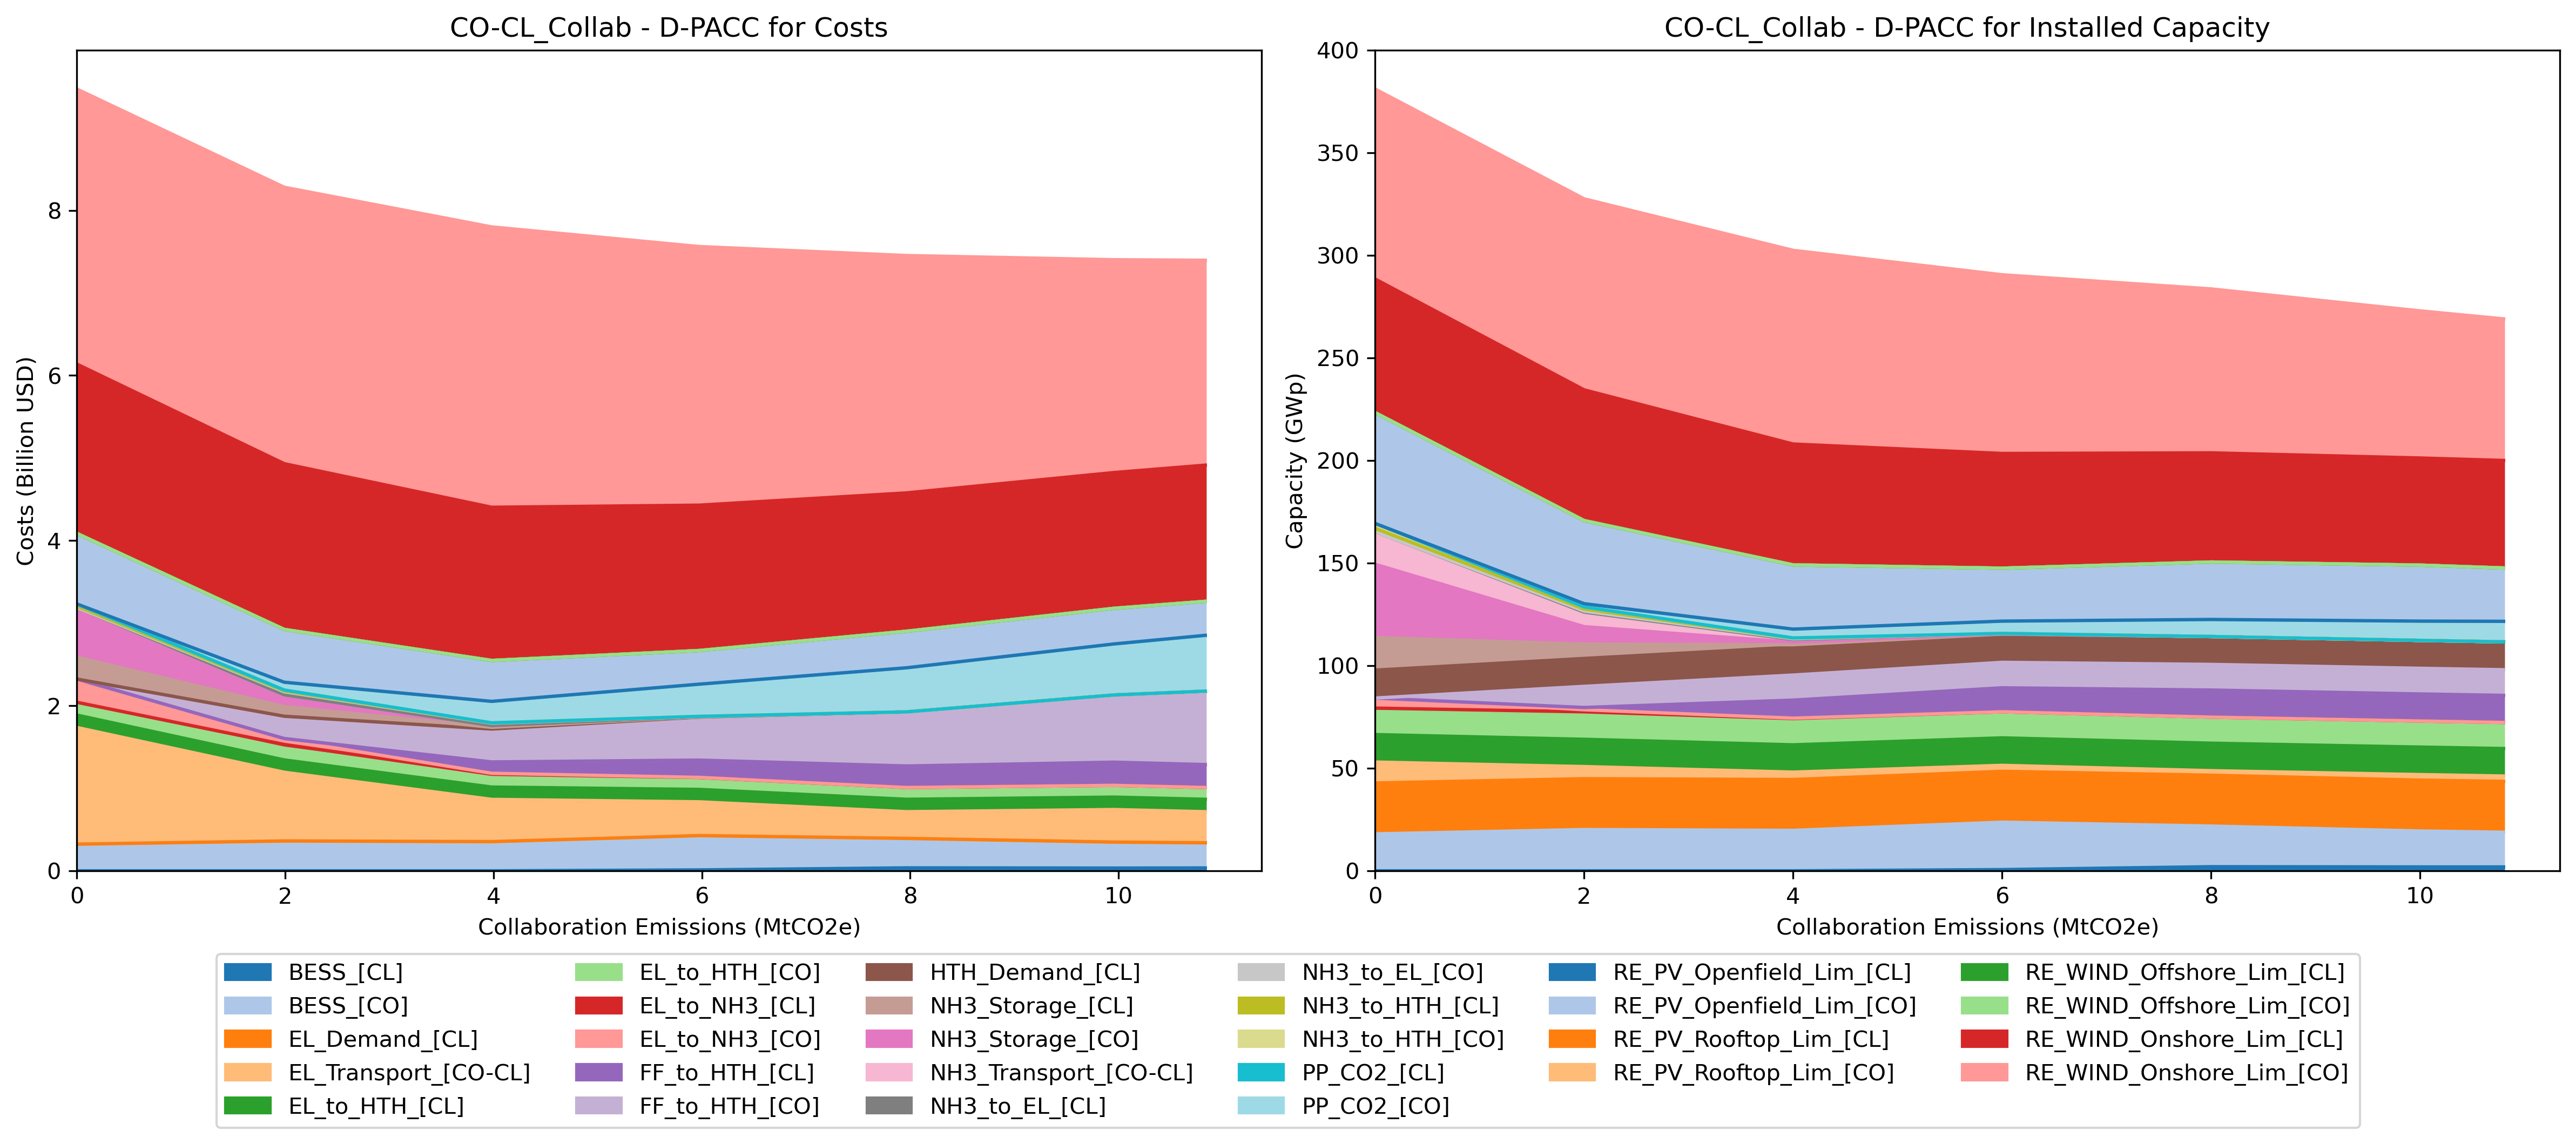 CO-CL_Collab - D-PACC for Costs
Costs (Billion USD)
8
6
4
2
0
0 2 4 6 8 10
Collaboration Emissions (MtCO2e)
CO-CL_Collab - D-PACC for Installed Capacity
Capacity (GWp)
400
350
300
250
200
150
100
50
0
0 2 4 6 8 10
Collaboration Emissions (MtCO2e)
BESS_[CL]
BESS_[CO]
EL_Demand_[CL]
EL_Transport_[CO-CL]
EL_to_HTH_[CL]
EL_to_HTH_[CO]
EL_to_NH3_[CL]
EL_to_NH3_[CO]
FF_to_HTH_[CL]
FF_to_HTH_[CO]
HTH_Demand_[CL]
NH3_Storage_[CL]
NH3_Storage_[CO]
NH3_Transport_[CO-CL]
NH3_to_EL_[CL]
NH3_to_EL_[CO]
NH3_to_HTH_[CL]
NH3_to_HTH_[CO]
PP_CO2_[CL]
PP_CO2_[CO]
RE_PV_Openfield_Lim_[CL]
RE_PV_Openfield_Lim_[CO]
RE_PV_Rooftop_Lim_[CL]
RE_PV_Rooftop_Lim_[CO]
RE_WIND_Offshore_Lim_[CL]
RE_WIND_Offshore_Lim_[CO]
RE_WIND_Onshore_Lim_[CL]
RE_WIND_Onshore_Lim_[CO]